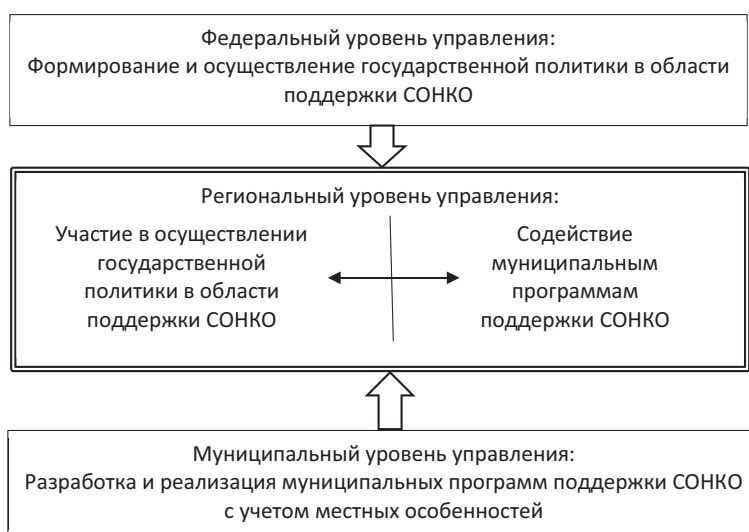 Федеральный уровень управления:
Формирование и осуществление государственной политики в области
поддержки СОНКО
Региональный уровень управления:
Участие в осуществлении
государственной
политики в области
поддержки СОНКО
Содействие
муниципальным
программам
поддержки СОНКО
Муниципальный уровень управления:
Разработка и реализация муниципальных программ поддержки СОНКО
с учетом местных особенностей